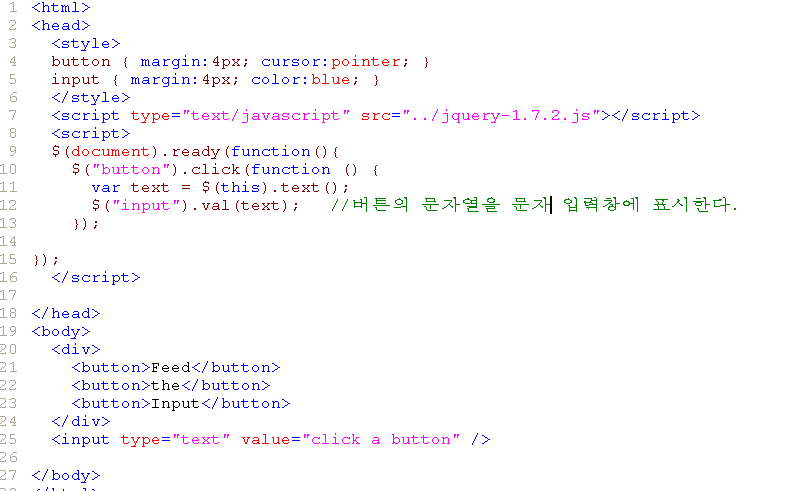 1 <html>
2 <head>
3 <style>
4 button { margin:4px; cursor:pointer; }
5 input { margin:4px; color:blue; }
6 </style>
7 <script type="text/javascript" src="../jquery-1.7.2.js"></script>
8 <script>
9 $(document).ready(function(){
10 $("button").click(function () {
11 var text = $(this).text();
12 $("input").val(text); //버튼의 문자열을 문자 입력창에 표시한다.
13 });
14
15 });
16 </script>
17
18 </head>
19 <body>
20 <div>
21 <button>Feed</button>
22 <button>the</button>
23 <button>Input</button>
24 </div>
25 <input type="text" value="click a button" />
26
27 </body>